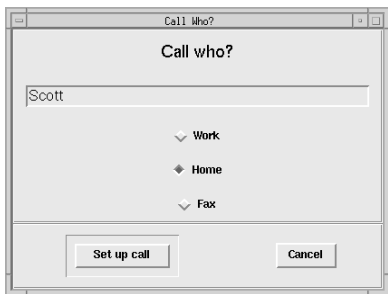 Call Who?
Call who?
Scott
Work
Home
Fax
Set up call
Cancel